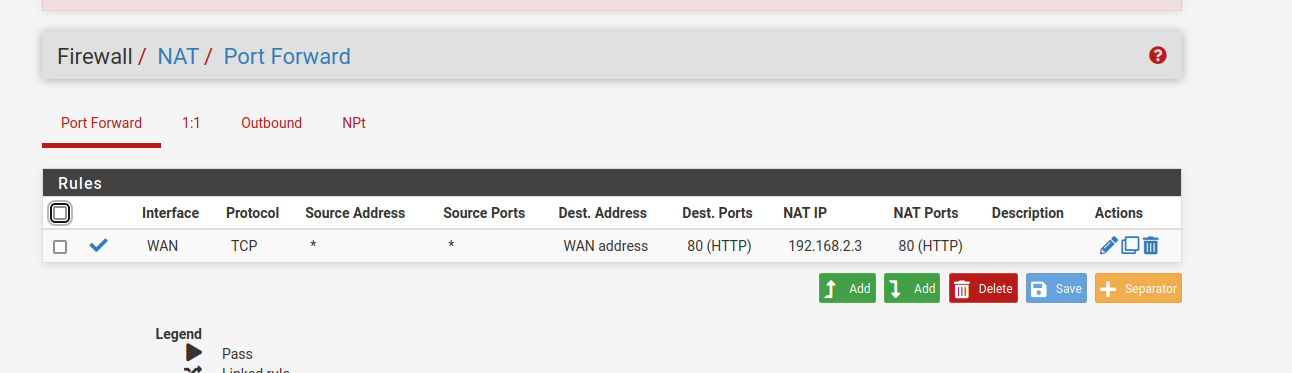 Firewall / NAT / Port Forward
Port Forward 1:1 Outbound NPt
Rules
Interface Protocol Source Address Source Ports Dest. Address Dest. Ports NAT IP NAT Ports Description Actions
WAN TCP * * WAN address 80 (HTTP) 192.168.2.3 80 (HTTP)
Add Add Delete Save Separator
Legend
Pass
Linked rule